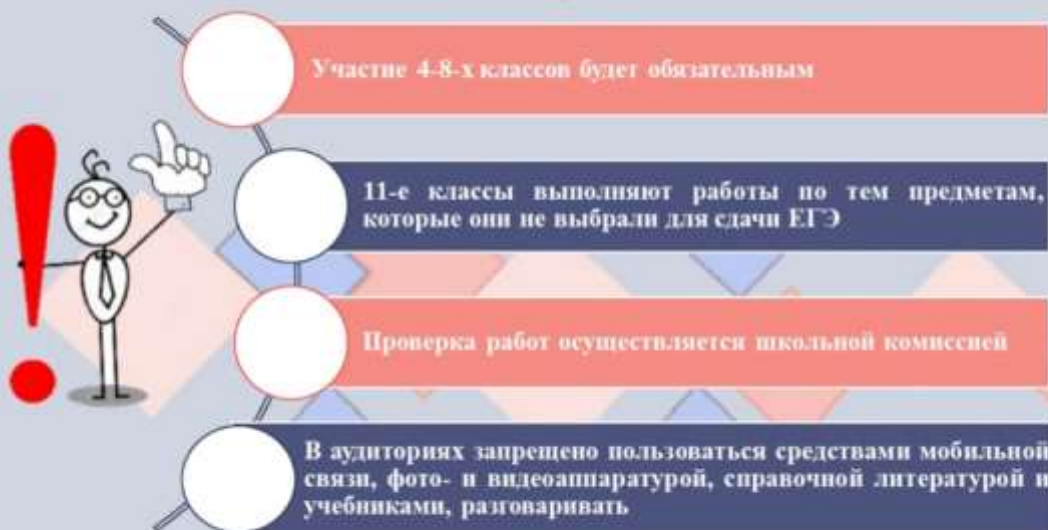 Участие 4-8-х классов будет обязательным
11-е классы выполняют работы по тем предметам,
которые они не выбрали для сдачи ЕГЭ
Проверка работ осуществляется школьной комиссией
В аудиториях запрещено пользоваться средствами мобильной
связи, фото- и видеоаппаратурой, справочной литературой и
учебниками, разговаривать